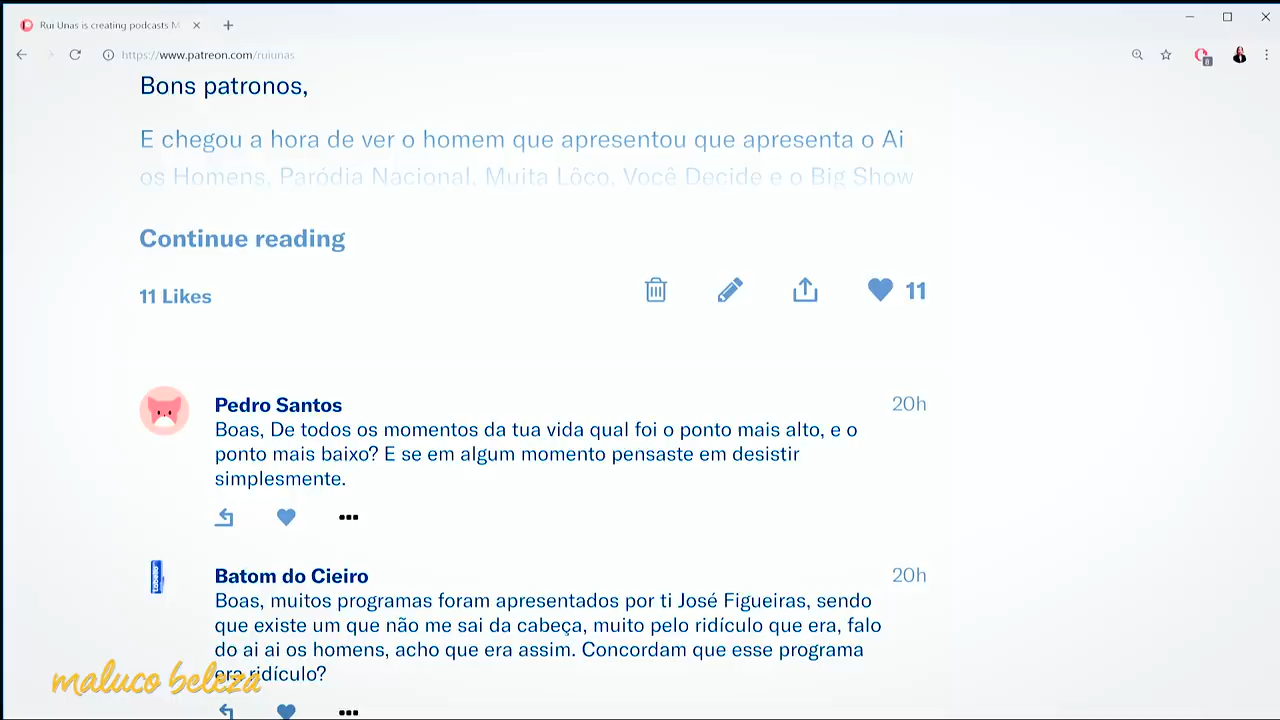 Rui Unas is creating podcasts M
https://www.patreon.com/ruiunas
8
Bons patronos,
E chegou a hora de ver o homem que apresentou que apresenta o Ai
os Homens, Paródia Nacional, Muita Lôco, Você Decide e o Big Show
Continue reading
11 Likes
11
Pedro Santos
20h
Boas, De todos os momentos da tua vida qual foi o ponto mais alto, e o
ponto mais baixo? E se em algum momento pensaste em desistir
simplesmente.
Batom do Cieiro
20h
Boas, muitos programas foram apresentados por ti José Figueiras, sendo
que existe um que não me sai da cabeça, muito pelo ridículo que era, falo
do ai ai os homens, acho que era assim. Concordam que esse programa
era ridículo?
maluco beleza